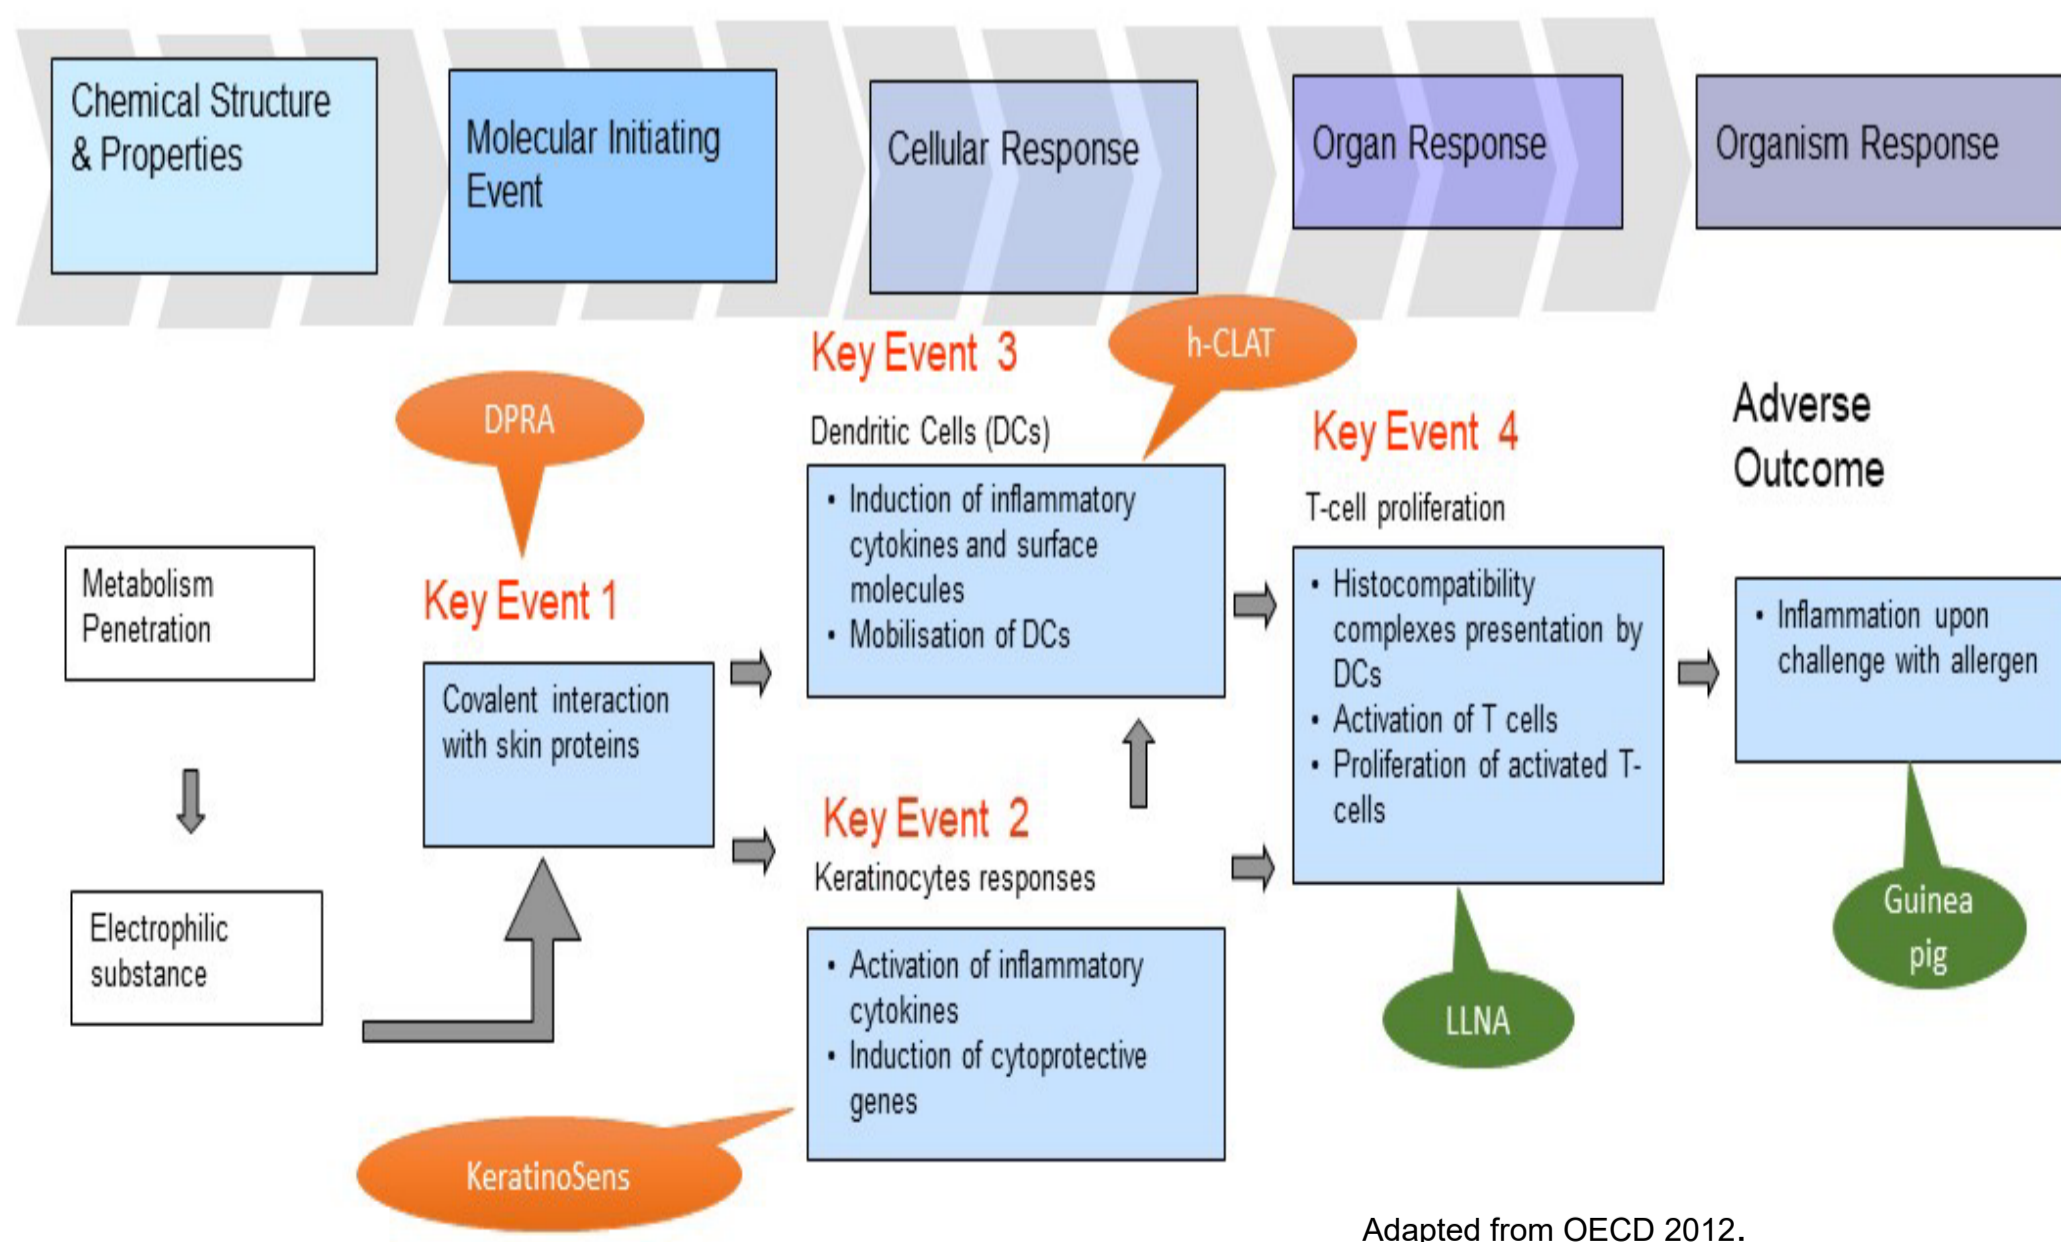 Chemical Structure
& Properties
Molecular Initiating
Event
Cellular Response
Organ Response
Organism Response
Metabolism
Penetration
Electrophilic
substance
DPRA
Key Event 1
Covalent interaction
with skin proteins
Key Event 3
h-CLAT
Dendritic Cells (DCs)
• Induction of inflammatory
cytokines and surface
molecules
• Mobilisation of DCs
Key Event 2
Keratinocytes responses
• Activation of inflammatory
cytokines
• Induction of cytoprotective
genes
KeratinoSens
Key Event 4
T-cell proliferation
• Histocompatibility
complexes presentation by
DCs
• Activation of T cells
• Proliferation of activated T-
cells
LLNA
Adverse
Outcome
• Inflammation upon
challenge with allergen
Guinea
pig
Adapted from OECD 2012.